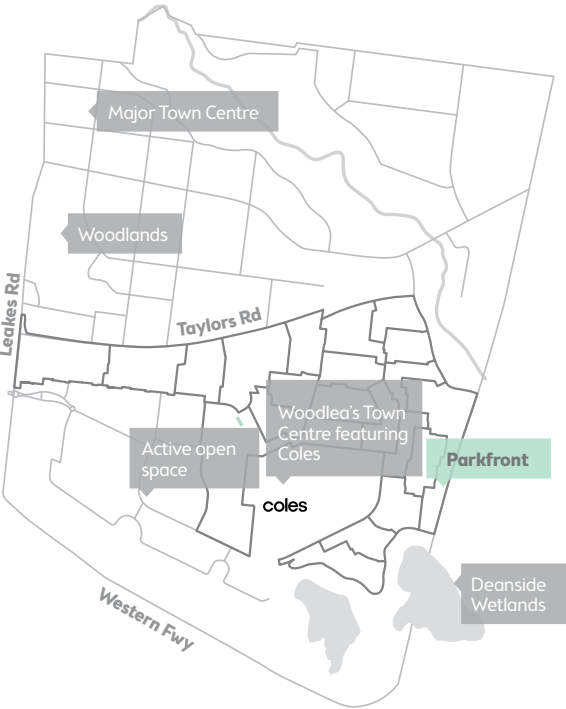 Major Town Centre
Woodlands
Leakes Rd
Taylors Rd
Woodlea's Town
Centre featuring
Coles
Active open
space
Parkfront
coles
Deanside
Wetlands
Western Fwy